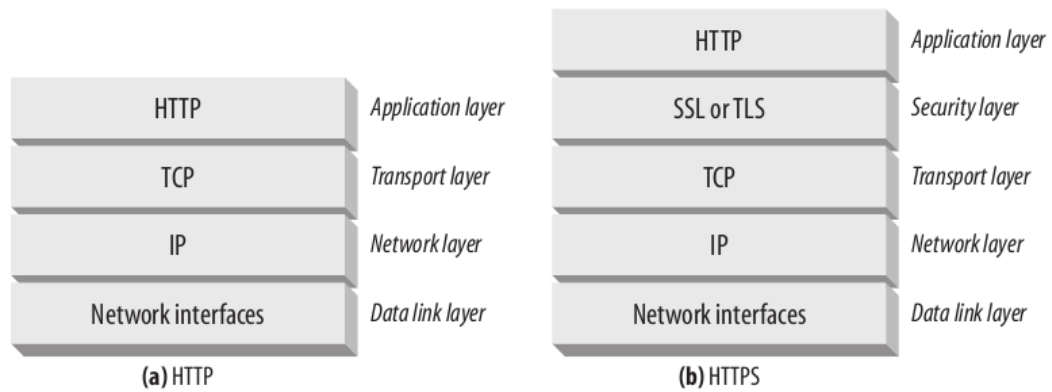 HTTP Application layer
TCP Transport layer
IP Network layer
Network interfaces Data link layer
(a) HTTP
HTTP Application layer
SSL or TLS Security layer
TCP Transport layer
IP Network layer
Network interfaces Data link layer
(b) HTTPS